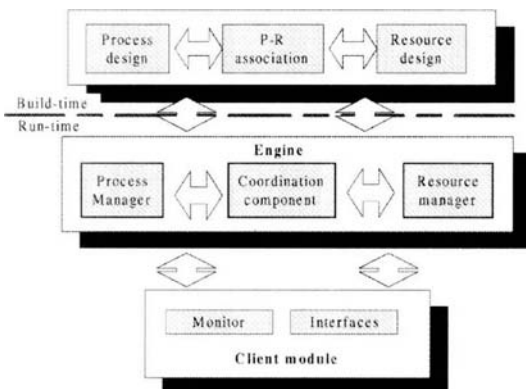 Process design
P-R association
Resource design
Build-time
Run-time
Engine
Process Manager
Coordination component
Resource manager
Monitor
Interfaces
Client module